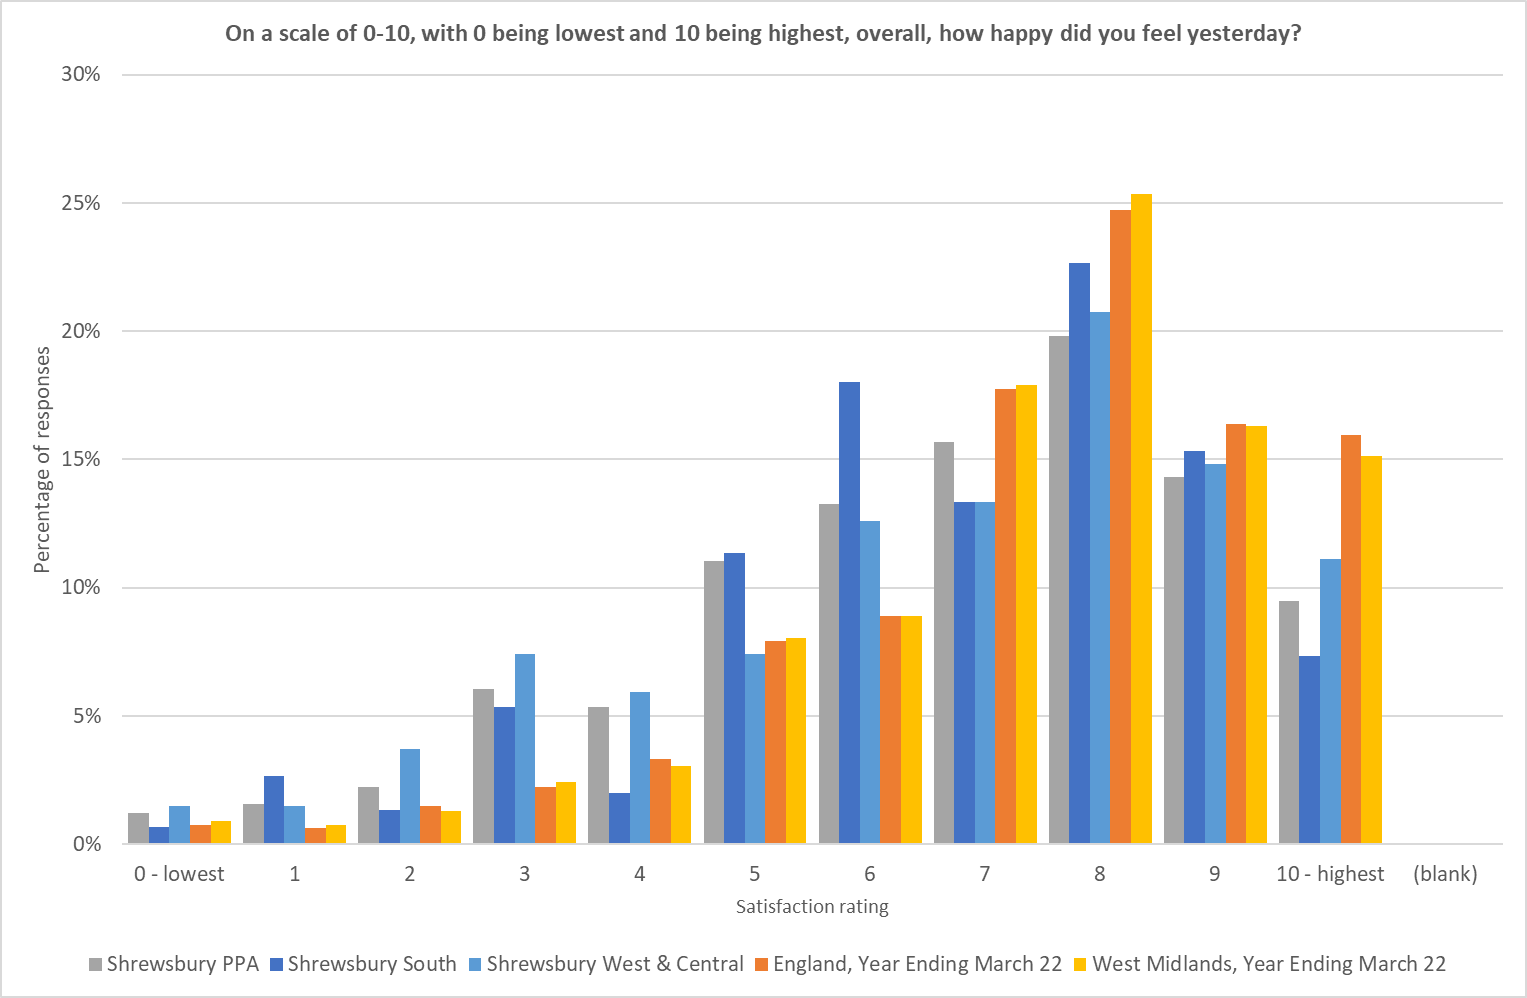 On a scale of 0-10, with 0 being lowest and 10 being highest, overall, how happy did you feel yesterday?
30%
25%
20%
15%
10%
5%
0%
Percentage of responses
0 - lowest 1 2 3 4 5 6 7 8 9 10 - highest (blank)
Satisfaction rating
Shrewsbury PPA Shrewsbury South Shrewsbury West & Central England, Year Ending March 22 West Midlands, Year Ending March 22